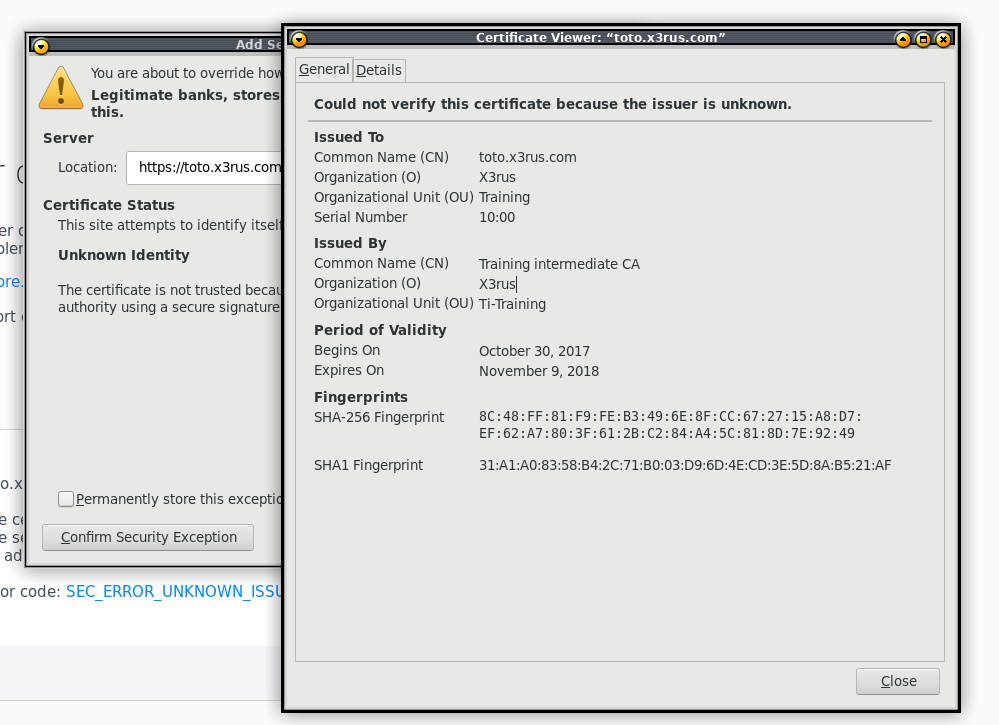 Add Se
You are about to override how
Legitimate banks, stores
this.
Server
Location: https://toto.x3rus.com
Certificate Status
This site attempts to identify itself
Unknown Identity
The certificate is not trusted becau
authority using a secure signature
Permanently store this exceptio
Confirm Security Exception
or code: SEC_ERROR_UNKNOWN_ISSU
Certificate Viewer: “toto.x3rus.com”
General Details
Could not verify this certificate because the issuer is unknown.
Issued To
Common Name (CN) toto.x3rus.com
Organization (O) X3rus
Organizational Unit (OU) Training
Serial Number 10:00
Issued By
Common Name (CN) Training intermediate CA
Organization (O) X3rus
Organizational Unit (OU) Ti-Training
Period of Validity
Begins On October 30, 2017
Expires On November 9, 2018
Fingerprints
SHA-256 Fingerprint 8C:48:FF:81:F9:FE:B3:49:6E:8F:CC:67:27:15:A8:D7:
EF:62:A7:80:3F:61:2B:C2:84:A4:5C:81:8D:7E:92:49
SHA1 Fingerprint 31:A1:A0:83:58:B4:2C:71:B0:03:D9:6D:4E:CD:3E:5D:8A:B5:21:AF
Close